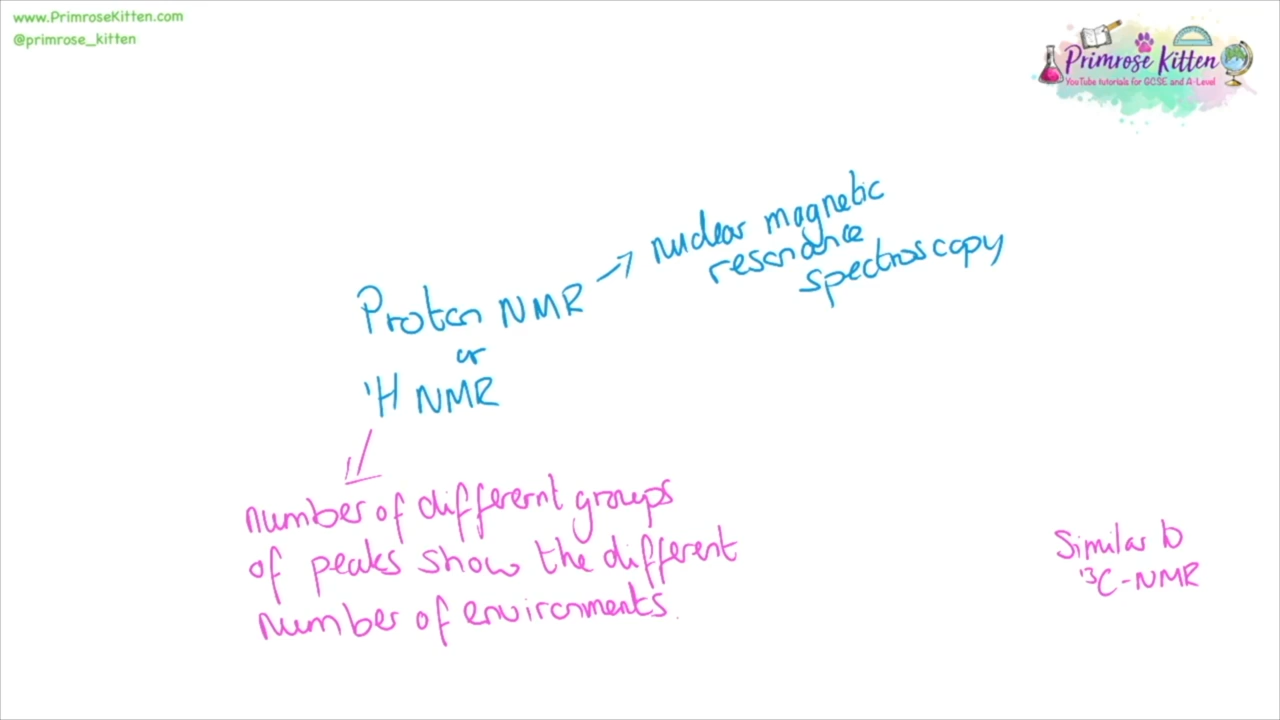 www.PrimroseKitten.com
@primrose_kitten
Primrose Kitten
YouTube tutorials for GCSE and A-Level
nuclear magnetic
resonance
spectroscopy
Proton NMR
or
¹H NMR
number of differernt groups
of peaks show the different
number of environments.
Similar to
¹³C-NMR